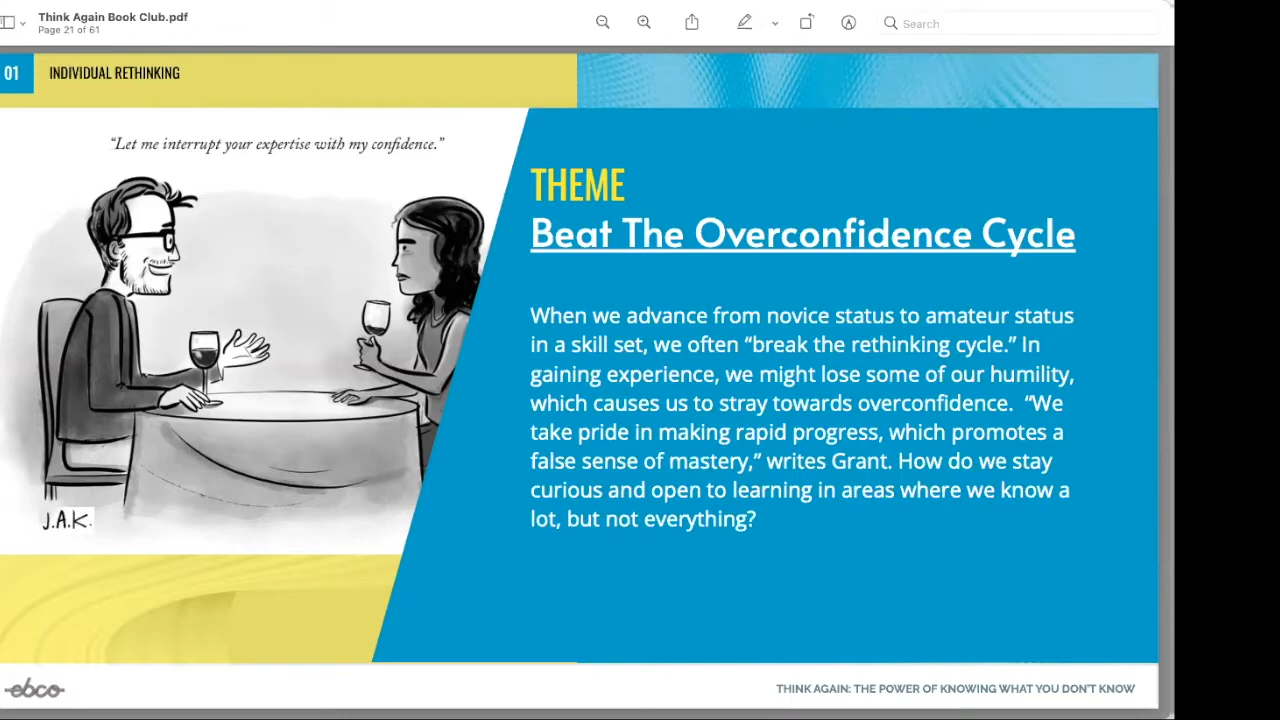 Think Again Book Club.pdf
Page 21 of 61
Search
01
INDIVIDUAL RETHINKING
“Let me interrupt your expertise with my confidence.”
J.A.K.
THEME
Beat The Overconfidence Cycle
When we advance from novice status to amateur status
in a skill set, we often “break the rethinking cycle.” In
gaining experience, we might lose some of our humility,
which causes us to stray towards overconfidence. “We
take pride in making rapid progress, which promotes a
false sense of mastery,” writes Grant. How do we stay
curious and open to learning in areas where we know a
lot, but not everything?
ebco
THINK AGAIN: THE POWER OF KNOWING WHAT YOU DON'T KNOW